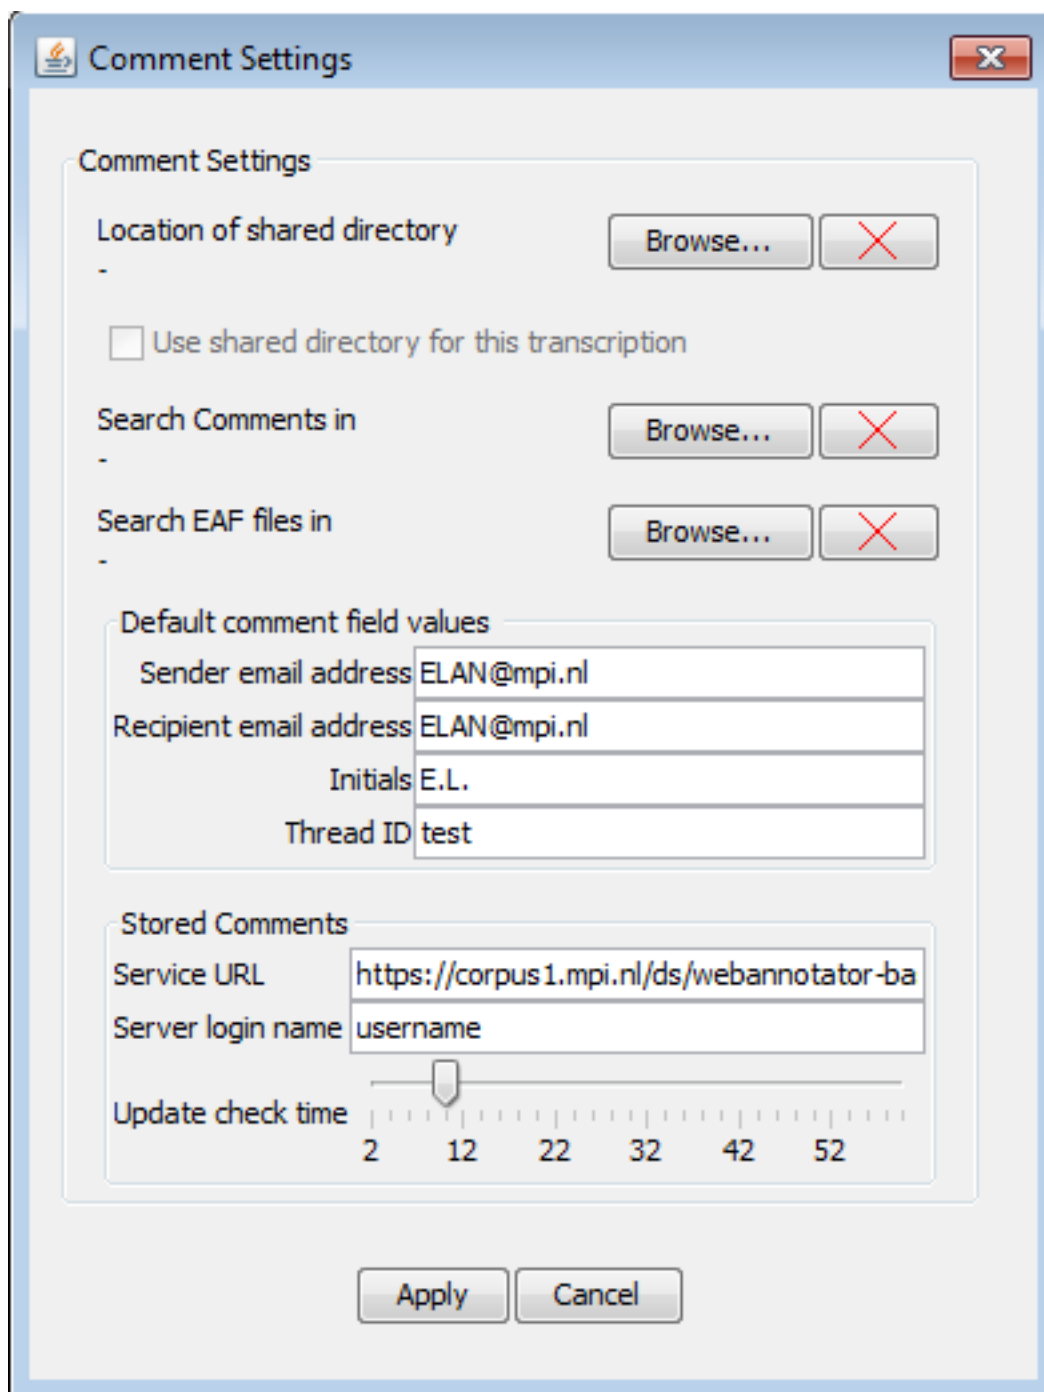 Comment Settings
Comment Settings
Location of shared directory Browse...
-
Use shared directory for this transcription
Search Comments in Browse...
-
Search EAF files in Browse...
-
Default comment field values
Sender email address ELAN@mpi.nl
Recipient email address ELAN@mpi.nl
Initials E.L.
Thread ID test
Stored Comments
Service URL https://corpus1.mpi.nl/ds/webannotator-ba
Server login name username
Update check time
2 12 22 32 42 52
Apply Cancel